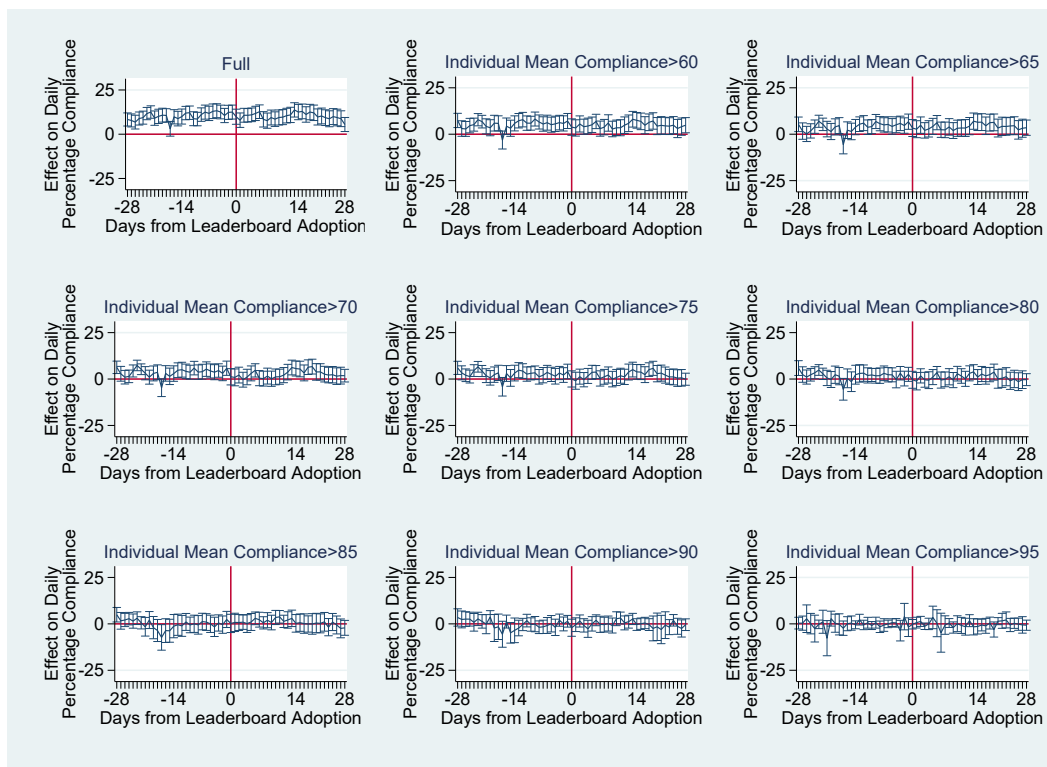 Full
Effect on Daily
Percentage Compliance
25
0
-25
-28 -14 0 14 28
Days from Leaderboard Adoption
Individual Mean Compliance>60
Effect on Daily
Percentage Compliance
25
0
-25
-28 -14 0 14 28
Days from Leaderboard Adoption
Individual Mean Compliance>65
Effect on Daily
Percentage Compliance
25
0
-25
-28 -14 0 14 28
Days from Leaderboard Adoption
Individual Mean Compliance>70
Effect on Daily
Percentage Compliance
25
0
-25
-28 -14 0 14 28
Days from Leaderboard Adoption
Individual Mean Compliance>75
Effect on Daily
Percentage Compliance
25
0
-25
-28 -14 0 14 28
Days from Leaderboard Adoption
Individual Mean Compliance>80
Effect on Daily
Percentage Compliance
25
0
-25
-28 -14 0 14 28
Days from Leaderboard Adoption
Individual Mean Compliance>85
Effect on Daily
Percentage Compliance
25
0
-25
-28 -14 0 14 28
Days from Leaderboard Adoption
Individual Mean Compliance>90
Effect on Daily
Percentage Compliance
25
0
-25
-28 -14 0 14 28
Days from Leaderboard Adoption
Individual Mean Compliance>95
Effect on Daily
Percentage Compliance
25
0
-25
-28 -14 0 14 28
Days from Leaderboard Adoption